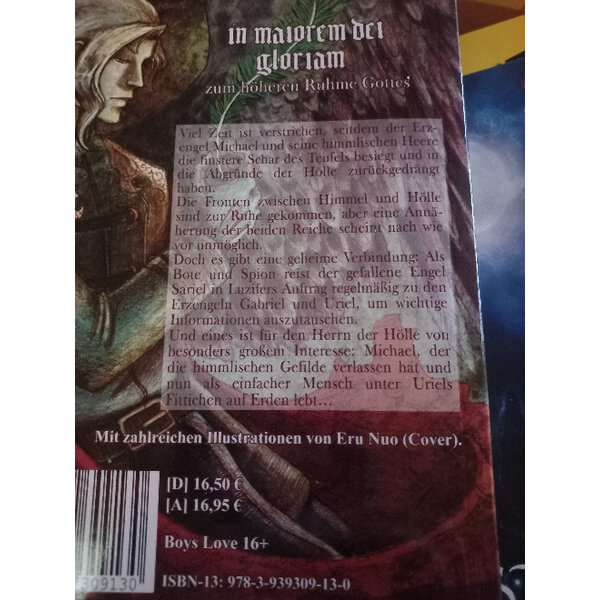 in maiorem dei
gloriam
zum höheren Ruhme Gottes
Viel Zeit ist verstrichen, seitdem der Erz-
engel Michael und seine himmlischen Heere
die finstere Schar des Teufels besiegt und in
die Abgründe der Hölle zurückgedrängt
haben.
Die Fronten zwischen Himmel und Hölle
sind zur Ruhe gekommen, aber eine Annä-
herung der beiden Reiche scheint nach wie
vor unmöglich.
Doch es gibt eine geheime Verbindung: Als
Bote und Spion reist der gefallene Engel
Sariel in Luzifers Auftrag regelmäßig zu den
Erzengeln Gabriel und Uriel, um wichtige
Informationen auszutauschen.
Und eines ist für den Herrn der Hölle von
besonders großem Interesse: Michael, der
die himmlischen Gefilde verlassen hat und
nun als einfacher Mensch unter Uriels
Fittichen auf Erden lebt...
Mit zahlreichen Illustrationen von Eru Nuo (Cover).
[D] 16,50 €
[A] 16,95 €
Boys Love 16+
309130
ISBN-13: 978-3-939309-13-0